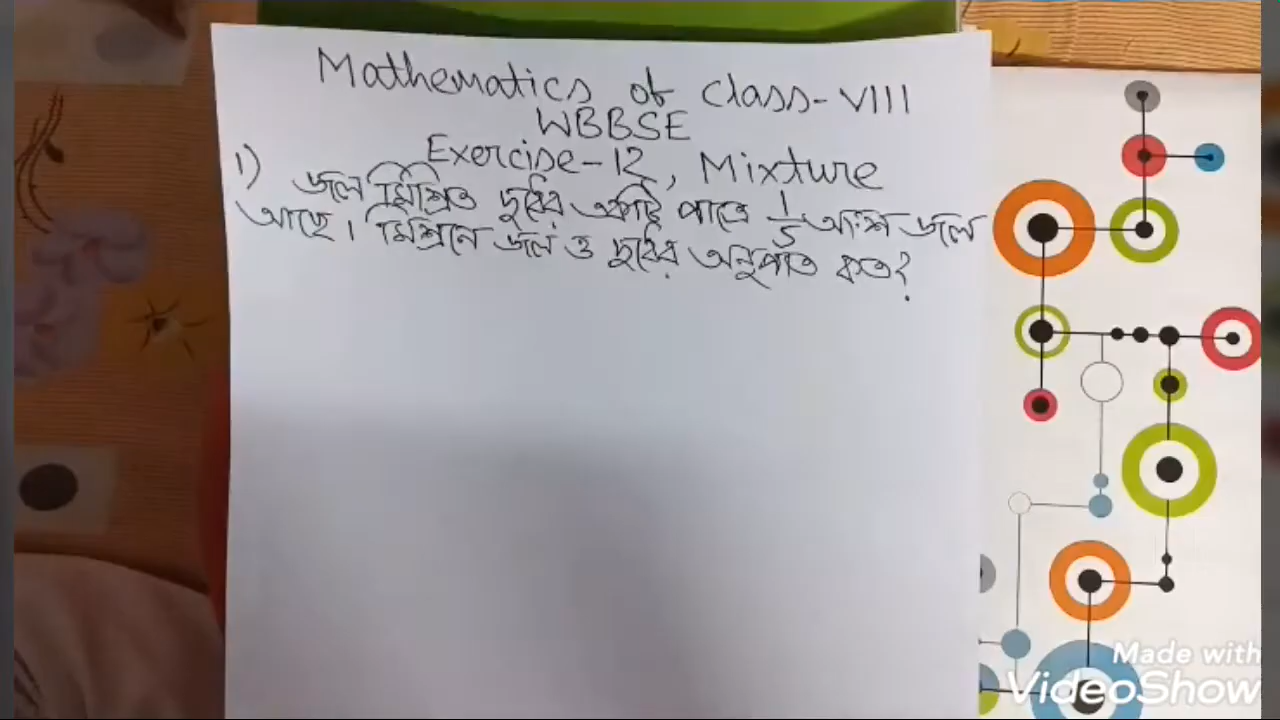 Mathematics of Class-VIII
WBBSE
Exercise-12, Mixture
1) জল মিশ্রিত দুধের একটি পাত্রে 1/5 অংশ জল
আছে। মিশ্রনে জল ও দুধের অনুপাত কত?
Made with
VideoShow